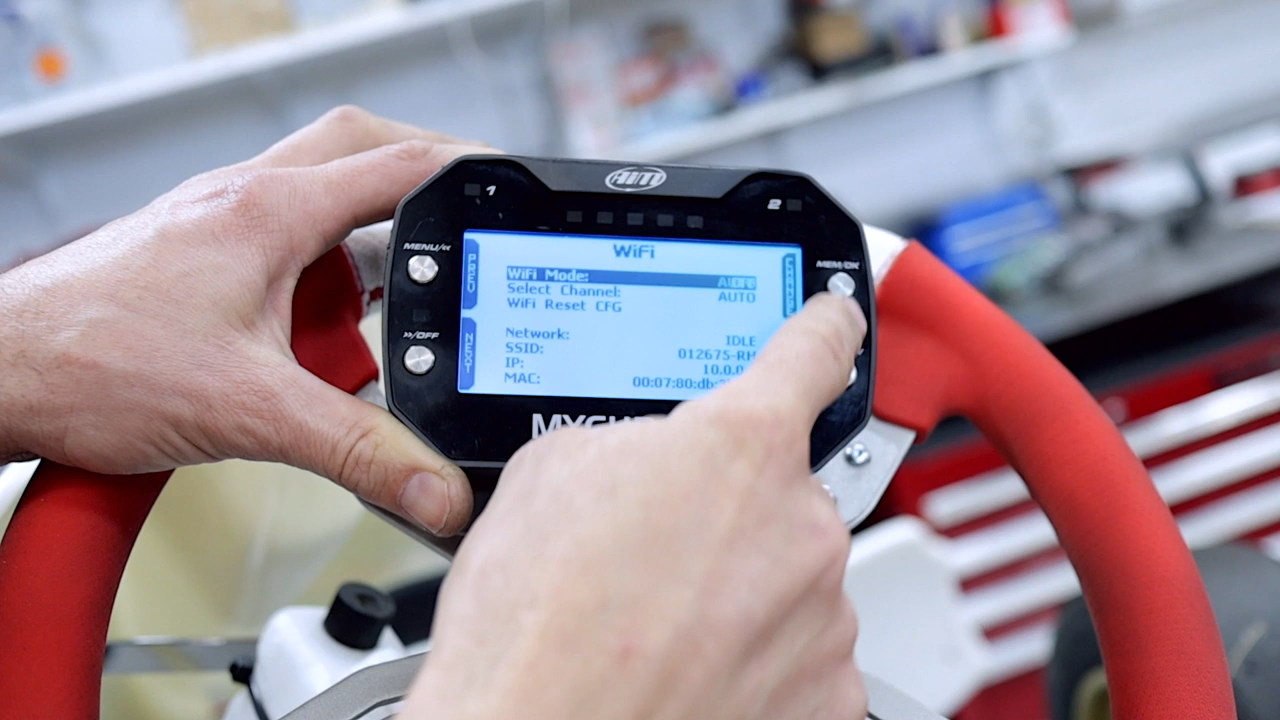 AiM
1
2
MENU/<<
MEM/OK
>>/OFF
PREV
NEXT
CHANGE
WiFi
WiFi Mode:
Select Channel: AUTO
WiFi Reset CFG
Network: IDLE
SSID: 012675-RH
IP: 10.0.0
MAC: 00:07:80:db: